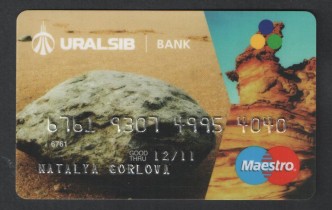 URALSIB | BANK
6761 9307 4995 4040
6761
GOOD
THRU 12/11
NATALYA GORLOVA
Maestro